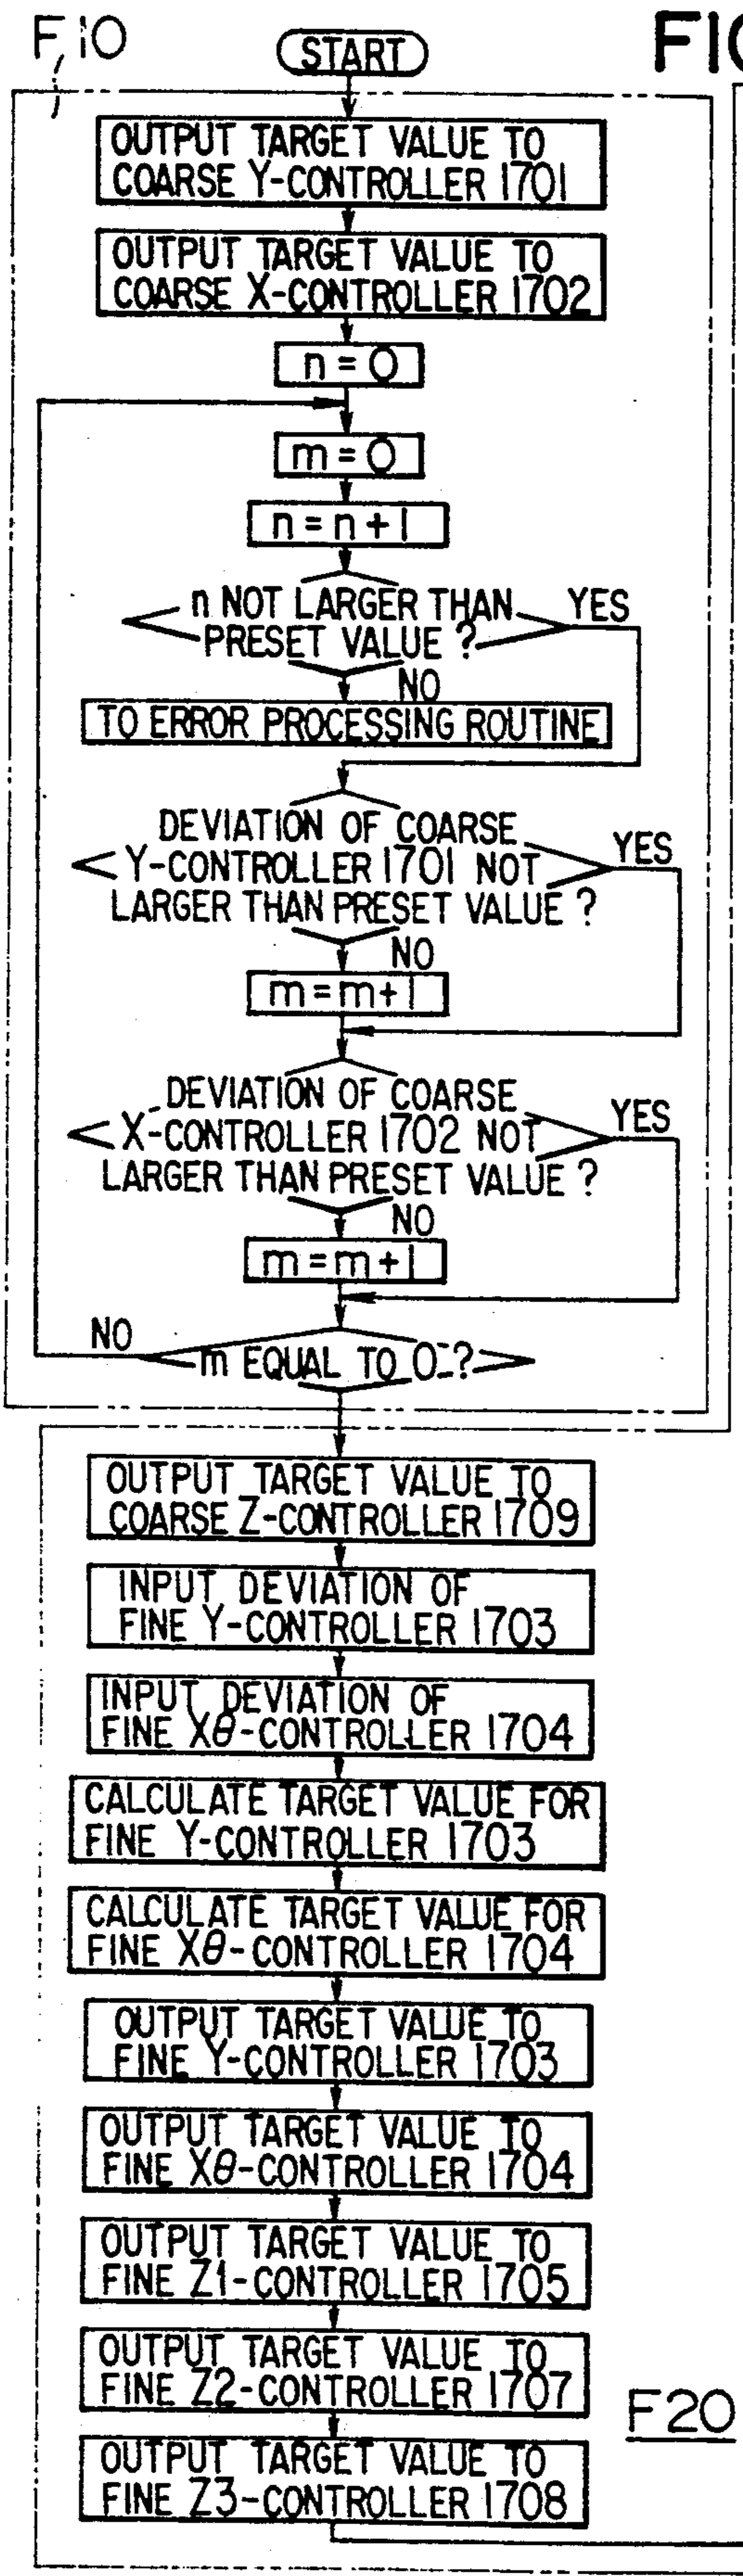 F10
START
FIG
OUTPUT TARGET VALUE TO
COARSE Y-CONTROLLER 1701
OUTPUT TARGET VALUE TO
COARSE X-CONTROLLER 1702
n = 0
m = 0
n = n + 1
n NOT LARGER THAN YES
PRESET VALUE ?
NO
TO ERROR PROCESSING ROUTINE
DEVIATION OF COARSE
Y-CONTROLLER 1701 NOT YES
LARGER THAN PRESET VALUE ?
NO
m = m + 1
DEVIATION OF COARSE
X-CONTROLLER 1702 NOT YES
LARGER THAN PRESET VALUE ?
NO
m = m + 1
NO
m EQUAL TO 0 ?
OUTPUT TARGET VALUE TO
COARSE Z-CONTROLLER 1709
INPUT DEVIATION OF
FINE Y-CONTROLLER 1703
INPUT DEVIATION OF
FINE Xθ-CONTROLLER 1704
CALCULATE TARGET VALUE FOR
FINE Y-CONTROLLER 1703
CALCULATE TARGET VALUE FOR
FINE Xθ-CONTROLLER 1704
OUTPUT TARGET VALUE TO
FINE Y-CONTROLLER 1703
OUTPUT TARGET VALUE TO
FINE Xθ-CONTROLLER 1704
OUTPUT TARGET VALUE TO
FINE Z1-CONTROLLER 1705
OUTPUT TARGET VALUE TO
FINE Z2-CONTROLLER 1707
F20
OUTPUT TARGET VALUE TO
FINE Z3-CONTROLLER 1708